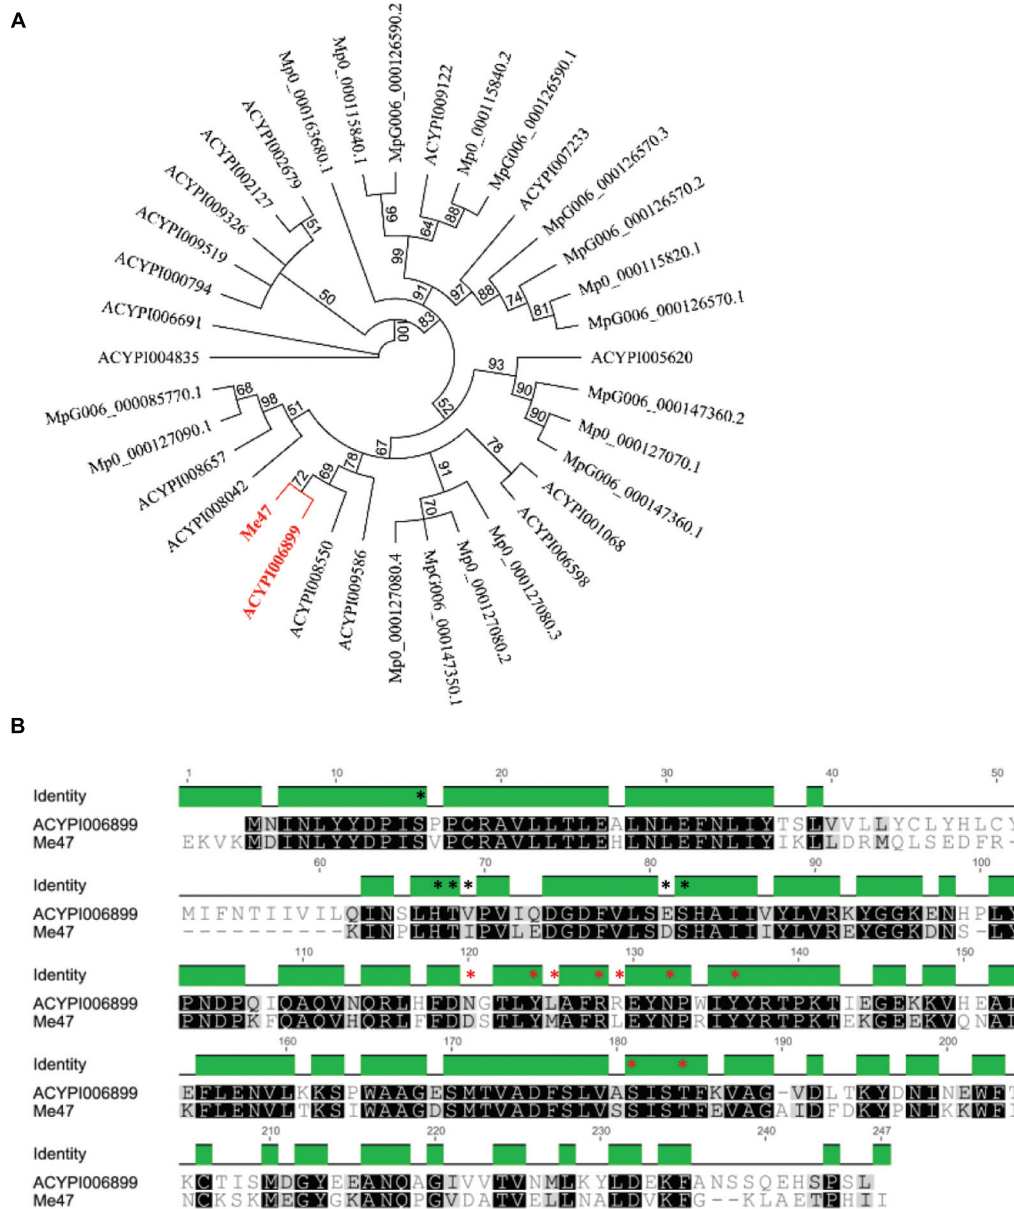 A
Mp0_000163680.1
Mp0_000115840.1
MpG006_000126590.2
ACYPI009122
Mp0_000115840.2
MpG006_000126590.1
ACYPI007233
MpG006_000126570.3
MpG006_000126570.2
Mp0_000115820.1
MpG006_000126570.1
ACYPI005620
MpG006_000147360.2
Mp0_000127070.1
MpG006_000147360.1
ACYPI001068
ACYPI006598
Mp0_000127080.3
Mp0_000127080.2
MpG006_000147350.1
Mp0_000127080.4
ACYPI009586
ACYPI008550
ACYPI006899
Me47
ACYPI008042
ACYPI008657
Mp0_000127090.1
MpG006_000085770.1
ACYPI004835
ACYPI006691
ACYPI000794
ACYPI009519
ACYPI009326
ACYPI002127
ACYPI002679
51
50
100
83
91
99
66
64
88
97
88
74
81
93
90
90
52
67
78
91
70
78
69
72
51
98
68
B
1 10 20 30 40 50
Identity *
ACYPI006899 MNINLYYDPISPPCRAVLLTLEALNLEFNLIYTSLVVLLYCLYHLCY
Me47 EKVKMDINLYYDPISVPCRAVLLTLEHLNLEFNLIYIKLLDRMQLSEDFR-
60 70 80 90 100
Identity * * * * *
ACYPI006899 MIFNTIIVILQINSLHTVPVIQDGDFVLSESHAIIVYLVRKYGGKENHPLY
Me47 ----------KINPLHTIPVLEDGDFVLSDSHAIIIYLVREYGGKDNS-LY
110 120 130 140 150
Identity * * * * * * *
ACYPI006899 PNDPQIQAQVNQRLHFDNGTLYLAFRREYNPWIYYRTPKTIEGEKKVHEAL
Me47 PNDPKFQAQVHQRLFFDDSTLYMAFRLEYNPRIYYRTPKTEKGEEKVQNAL
160 170 180 190 200
Identity * *
ACYPI006899 EFLENVLKKSPWAAGESMTVADFSLVASISTFKVAG-VDLTKYDNINEWFT
Me47 KFLENVLTKSIWAAGDSMTVADFSLVSSISTFEVAGAIDFDKYPNIKKWFI
210 220 230 240 247
Identity
ACYPI006899 KCTISMDGYEEANQAGIVVTVNMLKYLDEKFANSSQEHSPSL
Me47 NCKSKMEGYGKANQPGVDATVELLNALDVKFG--KLAETPHII